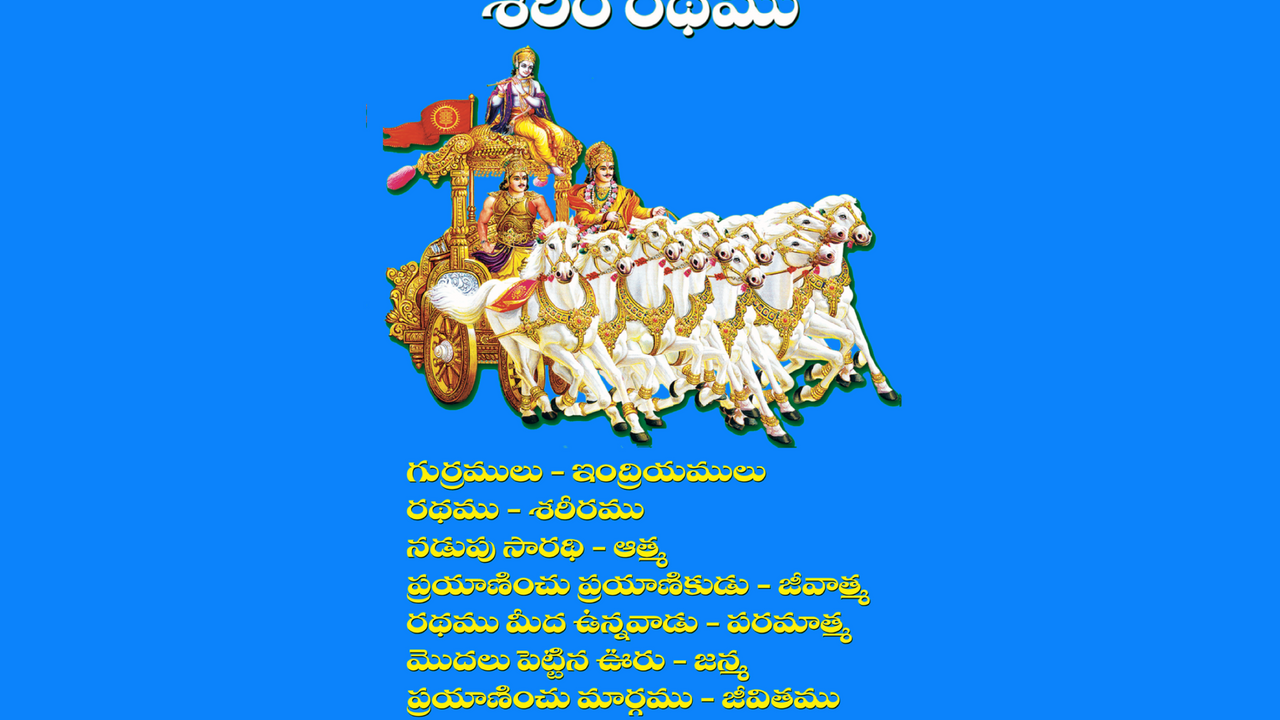 శరీర రథము
గుర్రములు - ఇంద్రియములు
రథము - శరీరము
నడుపు సారథి - ఆత్మ
ప్రయాణించు ప్రయాణికుడు - జీవాత్మ
రథము మీద ఉన్నవాడు - పరమాత్మ
మొదలు పెట్టిన ఊరు - జన్మ
ప్రయాణించు మార్గము - జీవితము